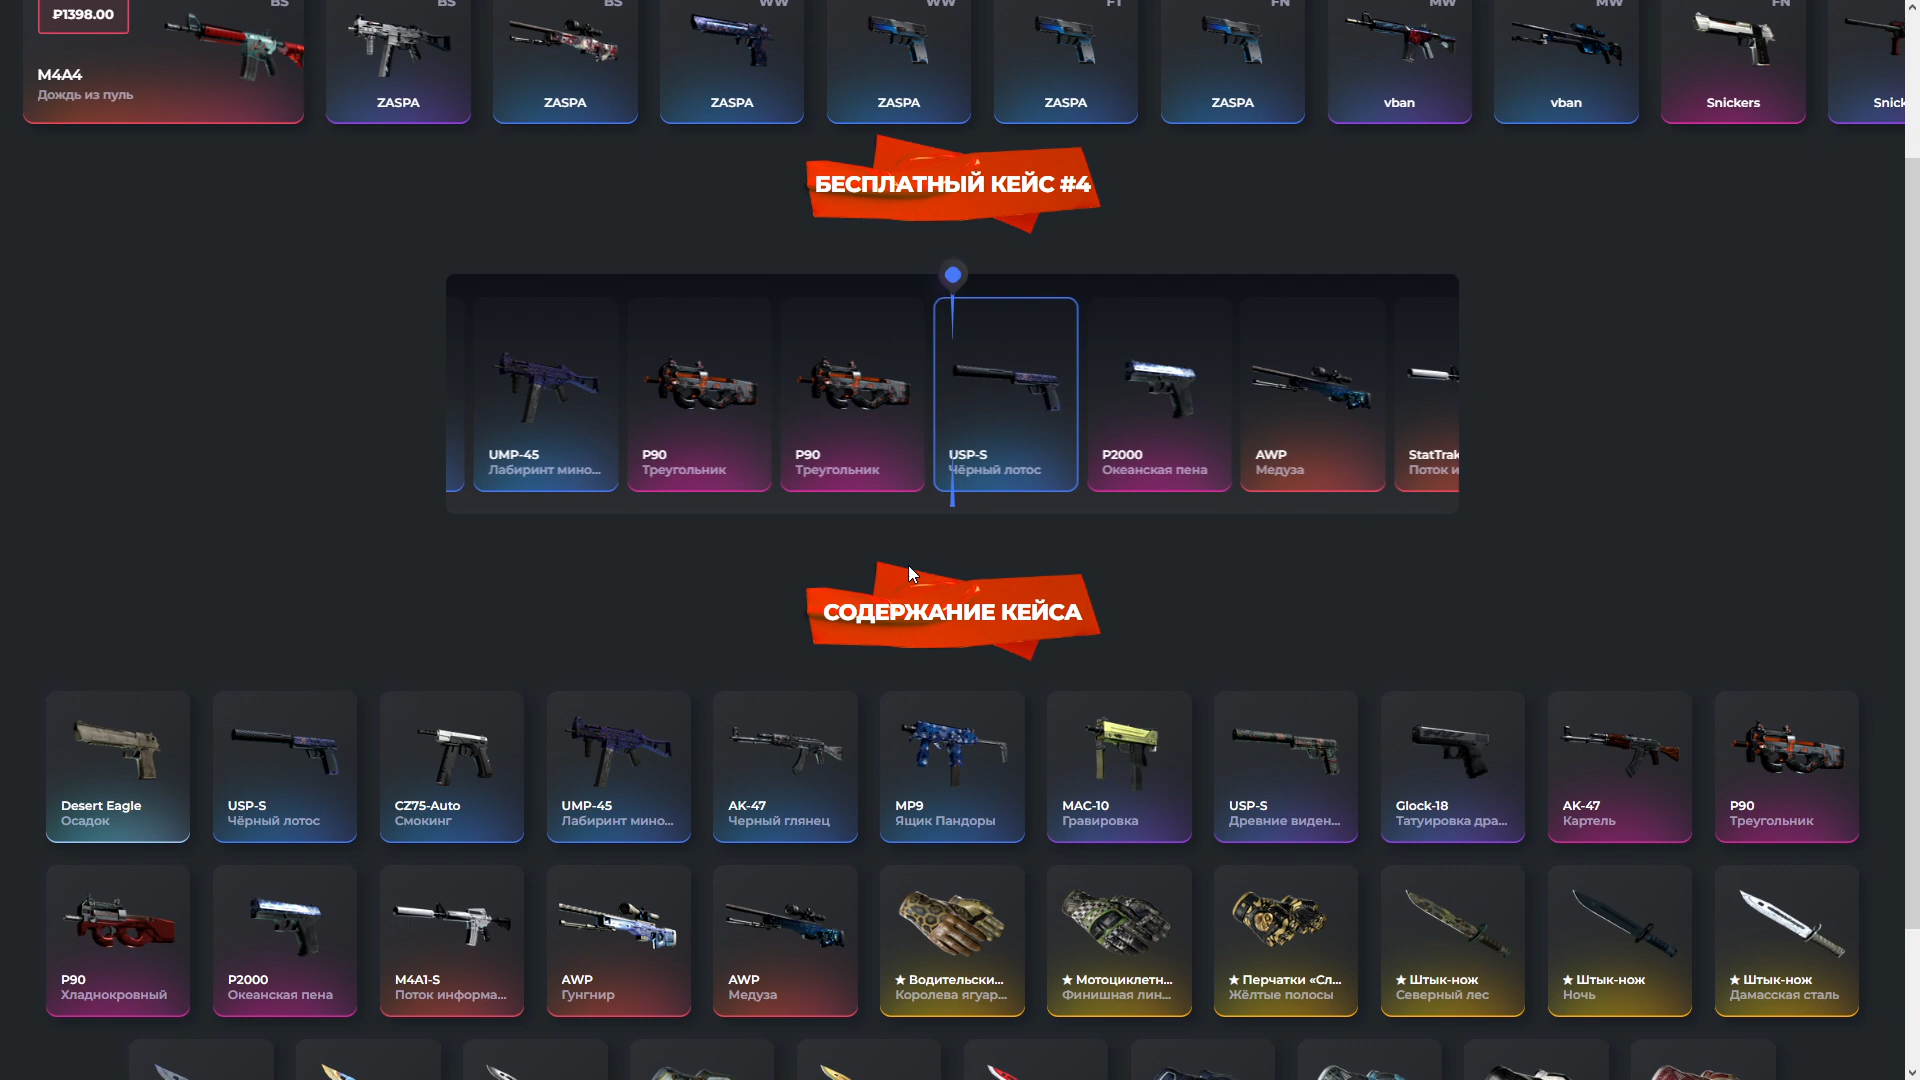 BS BS BS WW WW FT FN MW MW FN
₽1398.00
M4A4
Дождь из пуль
ZASPA ZASPA ZASPA ZASPA ZASPA ZASPA vban vban Snickers Snick
БЕСПЛАТНЫЙ КЕЙС #4
UMP-45 P90 P90 USP-S P2000 AWP StatTrak
Лабиринт мино... Треугольник Треугольник Чёрный лотос Океанская пена Медуза Поток и
СОДЕРЖАНИЕ КЕЙСА
Desert Eagle USP-S CZ75-Auto UMP-45 AK-47 MP9 MAC-10 USP-S Glock-18 AK-47 P90
Осадок Чёрный лотос Смокинг Лабиринт мино... Черный глянец Ящик Пандоры Гравировка Древние виден... Татуировка дра... Картель Треугольник
P90 P2000 M4A1-S AWP AWP ★ Водительски... ★ Мотоциклетн... ★ Перчатки «Сл... ★ Штык-нож ★ Штык-нож ★ Штык-нож
Хладнокровный Океанская пена Поток информа... Гунгнир Медуза Королева ягуар... Финишная лин... Жёлтые полосы Северный лес Ночь Дамасская сталь